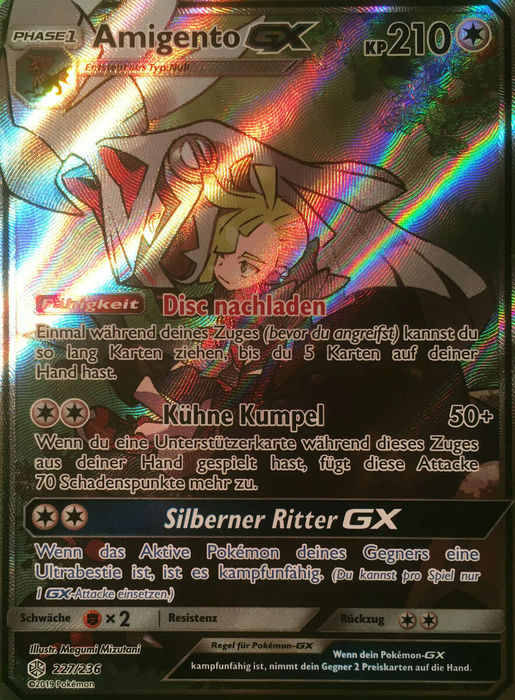 PHASE 1 Amigento GX KP 210
Entsteht aus Typ:Null
Fähigkeit Disc nachladen
Einmal während deines Zuges (bevor du angreifst) kannst du
so lang Karten ziehen, bis du 5 Karten auf deiner
Hand hast.
Kühne Kumpel 50+
Wenn du eine Unterstützerkarte während dieses Zuges
aus deiner Hand gespielt hast, fügt diese Attacke
70 Schadenspunkte mehr zu.
Silberner Ritter GX
Wenn das Aktive Pokémon deines Gegners eine
Ultrabestie ist, ist es kampfunfähig. (Du kannst pro Spiel nur
1 GX-Attacke einsetzen.)
Schwäche ×2 Resistenz Rückzug
Illustr. Megumi Mizutani
227/236
©2019 Pokémon
Regel für Pokémon-GX Wenn dein Pokémon-GX
kampfunfähig ist, nimmt dein Gegner 2 Preiskarten auf die Hand.